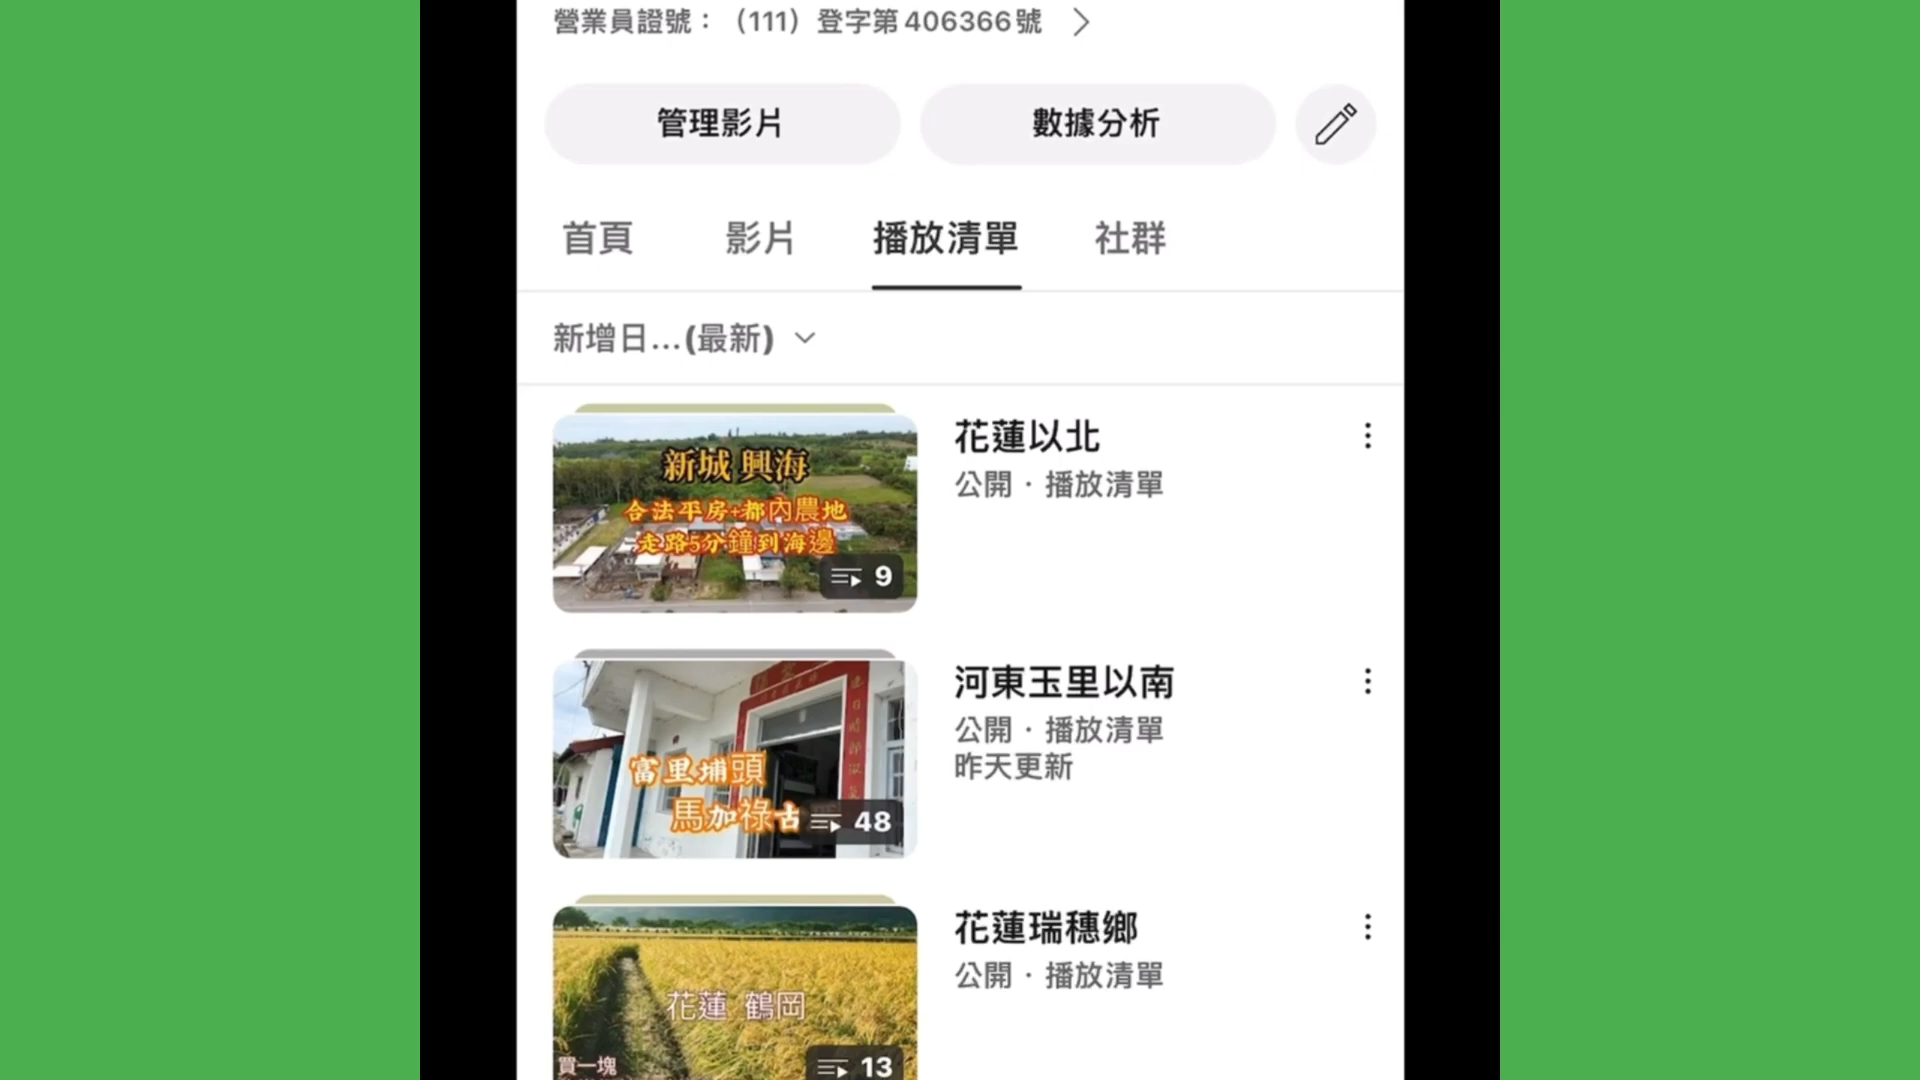 營業員證號：（111）登字第406366號
管理影片
數據分析
首頁
影片
播放清單
社群
新增日...(最新)
新城 興海
合法平房+都內農地
走路5分鐘到海邊
9
花蓮以北
公開 · 播放清單
富里埔頭
馬加祿古
48
河東玉里以南
公開 · 播放清單
昨天更新
花蓮 鶴岡
買一塊
13
花蓮瑞穗鄉
公開 · 播放清單